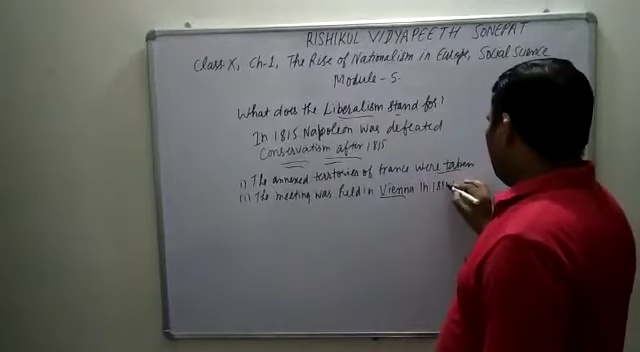 RISHIKUL VIDYAPEETH SONEPAT
Class X, Ch-1, The Rise of Nationalism in Europe, Social Science
Module - 5.
What does the Liberalism stand for?
In 1815 Napoleon was defeated
Conservatism after 1815
i) The annexed territories of france were taken
ii) The meeting was held in Vienna in